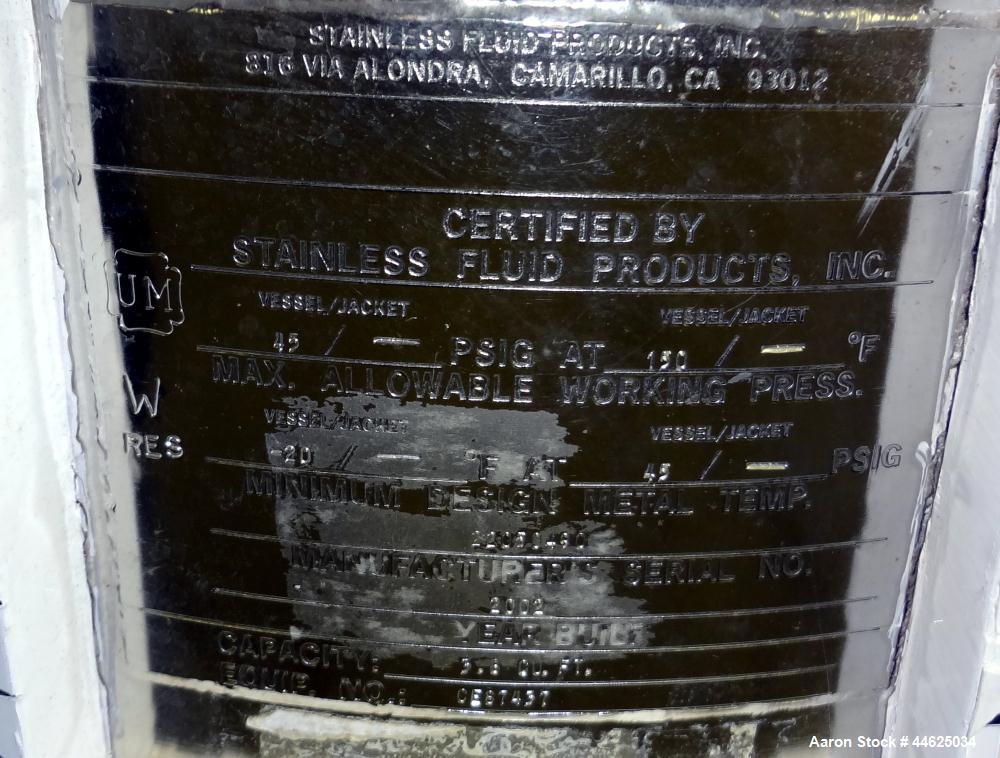 STAINLESS FLUID PRODUCTS, INC.
816 VIA ALONDRA, CAMARILLO, CA 93012
CERTIFIED BY
STAINLESS FLUID PRODUCTS, INC.
UM
VESSEL/JACKET VESSEL/JACKET
45 / — PSIG AT 150 / — °F
MAX. ALLOWABLE WORKING PRESS.
W
VESSEL/JACKET VESSEL/JACKET
RES
-20 / — °F AT 45 / — PSIG
MINIMUM DESIGN METAL TEMP.
MANUFACTURER'S SERIAL NO.
2002
YEAR BUILT
CAPACITY: CU. FT.
EQUIP. NO.:
Aaron Stock # 44625034